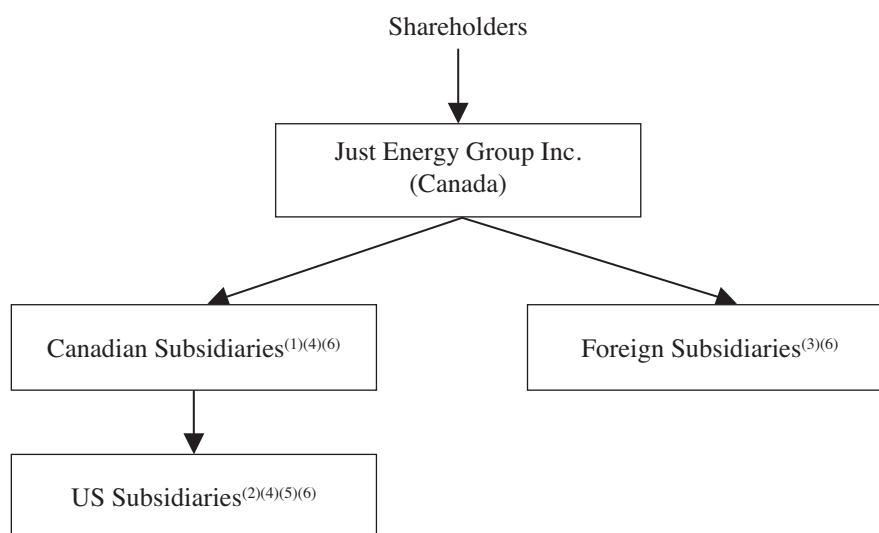 Shareholders
Just Energy Group Inc.
(Canada)
Canadian Subsidiaries(1)(4)(6)
Foreign Subsidiaries(3)(6)
US Subsidiaries(2)(4)(5)(6)